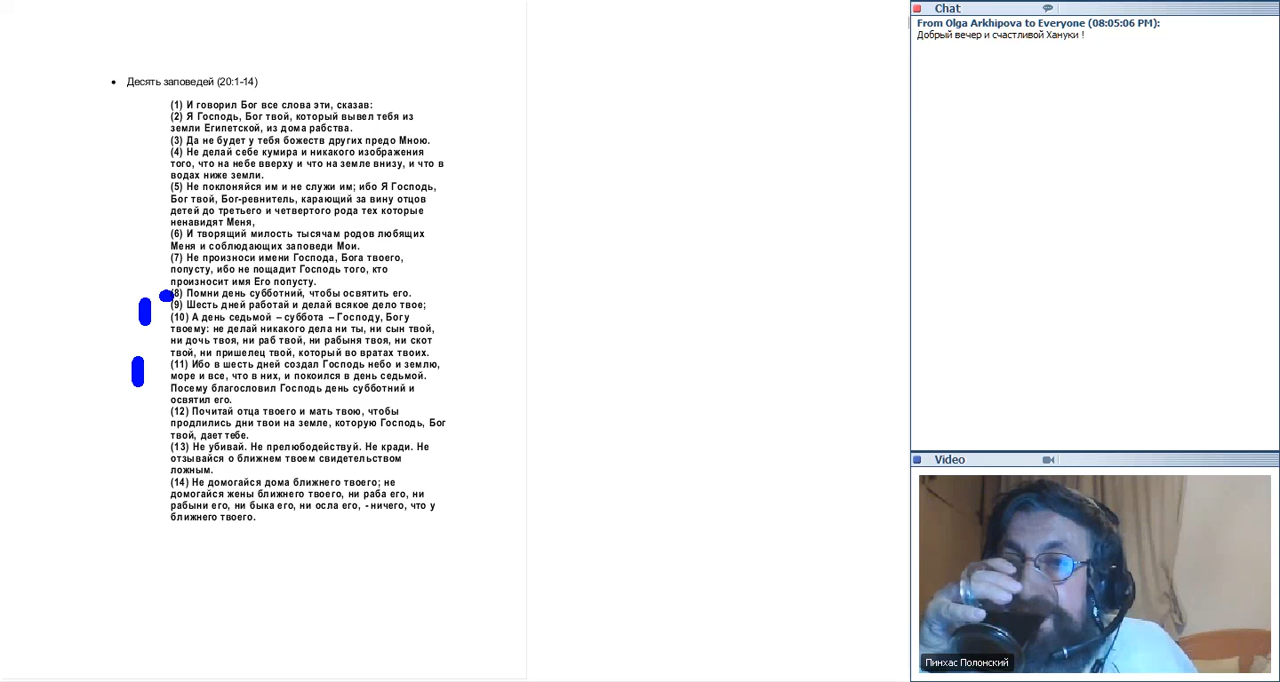 • Десять заповедей (20:1-14)
(1) И говорил Бог все слова эти, сказав:
(2) Я Господь, Бог твой, который вывел тебя из
земли Египетской, из дома рабства.
(3) Да не будет у тебя божеств других предо Мною.
(4) Не делай себе кумира и никакого изображения
того, что на небе вверху и что на земле внизу, и что в
водах ниже земли.
(5) Не поклоняйся им и не служи им; ибо Я Господь,
Бог твой, Бог-ревнитель, карающий за вину отцов
детей до третьего и четвертого рода тех которые
ненавидят Меня,
(6) И творящий милость тысячам родов любящих
Меня и соблюдающих заповеди Мои.
(7) Не произноси имени Господа, Бога твоего,
попусту, ибо не пощадит Господь того, кто
произносит имя Его попусту.
(8) Помни день субботний, чтобы освятить его.
(9) Шесть дней работай и делай всякое дело твое;
(10) А день седьмой – суббота – Господу, Богу
твоему: не делай никакого дела ни ты, ни сын твой,
ни дочь твоя, ни раб твой, ни рабыня твоя, ни скот
твой, ни пришелец твой, который во вратах твоих.
(11) Ибо в шесть дней создал Господь небо и землю,
море и все, что в них, и покоился в день седьмой.
Посему благословил Господь день субботний и
освятил его.
(12) Почитай отца твоего и мать твою, чтобы
продлились дни твои на земле, которую Господь, Бог
твой, дает тебе.
(13) Не убивай. Не прелюбодействуй. Не кради. Не
отзывайся о ближнем твоем свидетельством
ложным.
(14) Не домогайся дома ближнего твоего; не
домогайся жены ближнего твоего, ни раба его, ни
рабыни его, ни быка его, ни осла его, - ничего, что у
ближнего твоего.
Chat
From Olga Arkhipova to Everyone (08:05:06 PM):
Добрый вечер и счастливой Хануки !
Video
Пинхас Полонский